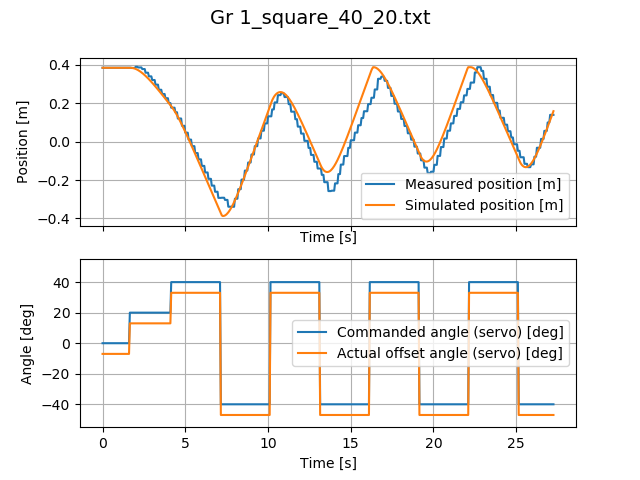 Gr 1_square_40_20.txt
0.4
0.2
0.0
−0.2
−0.4
Position [m]
Measured position [m]
Simulated position [m]
Time [s]
40
20
0
−20
−40
Angle [deg]
Commanded angle (servo) [deg]
Actual offset angle (servo) [deg]
0 5 10 15 20 25
Time [s]